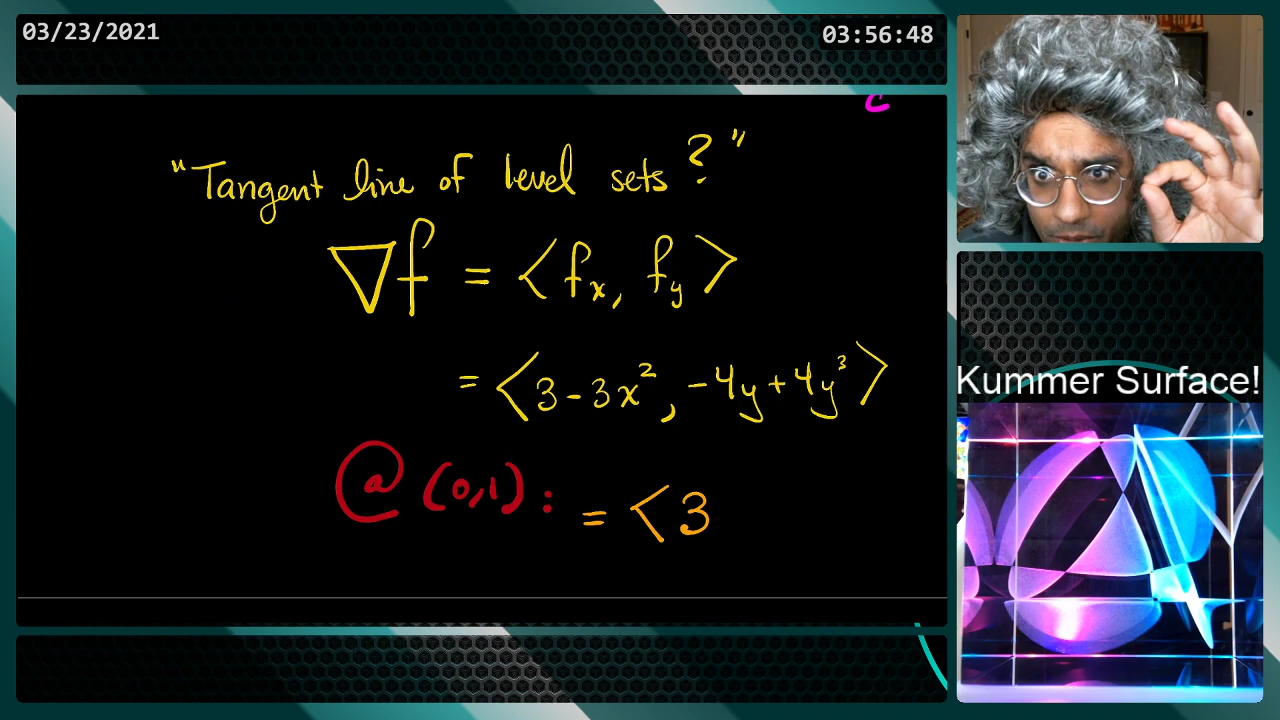 03/23/2021
03:56:48
c
"Tangent line of level sets?"
∇f = ⟨fx, fy⟩
= ⟨3-3x², -4y+4y³⟩
@ (0,1): = ⟨3
Kummer Surface!